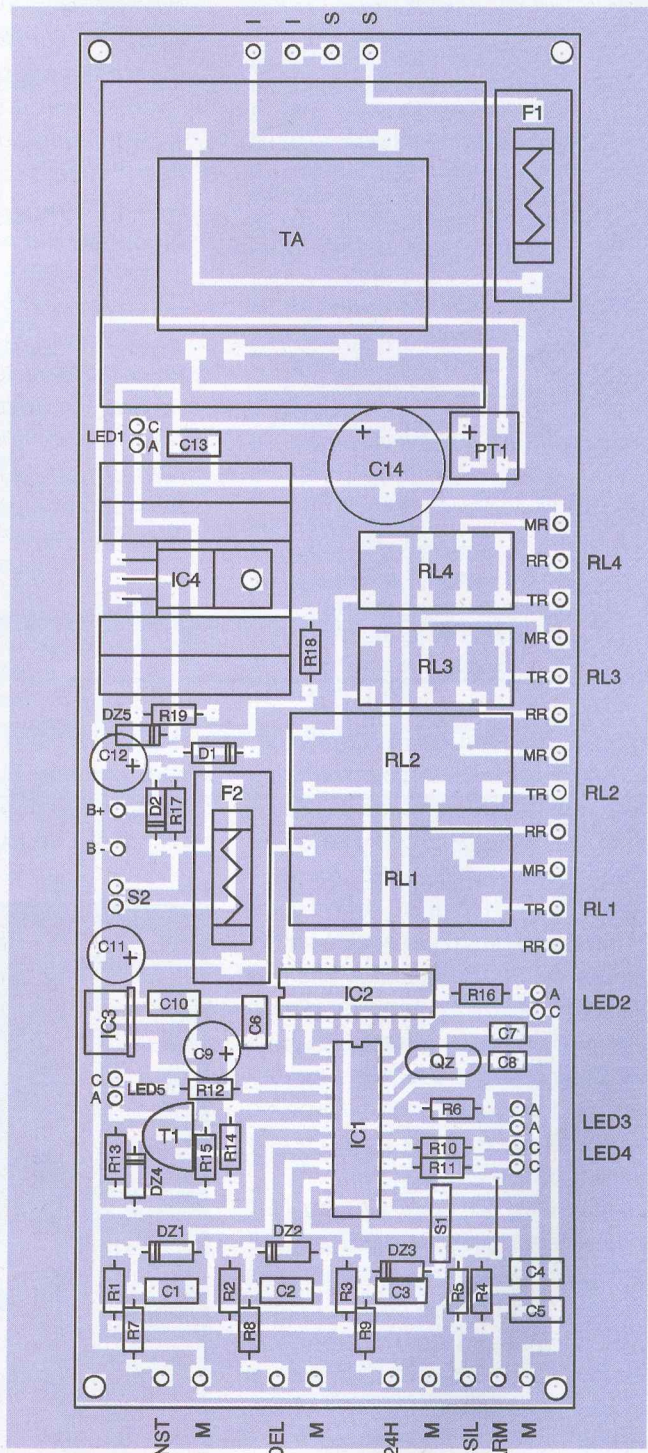 I I S S
F1
TA
LED1 C
A
C13
+
C14
+
PT1
MR
RR
TR
RL4
RL4
IC4
MR
TR
RR
RL3
RL3
R18
DZ5
R19
C12
+
D1
D2
R17
B+
B -
S2
F2
MR
TR
RR
RL2
RL2
MR
TR
RR
RL1
RL1
C11
+
IC3
C10
C6
C9
+
IC2
R16
A
C
LED2
C7
C8
Qz
C
A
LED5
R12
IC1
R6
A
A
C
C
LED3
LED4
R10
R11
T1
R13
DZ4
R15
R14
S1
DZ1
DZ2
DZ3
R1
C1
R2
C2
R3
C3
R5
R4
C4
C5
R7
R8
R9
NST M DEL M 24H M SIL RM M